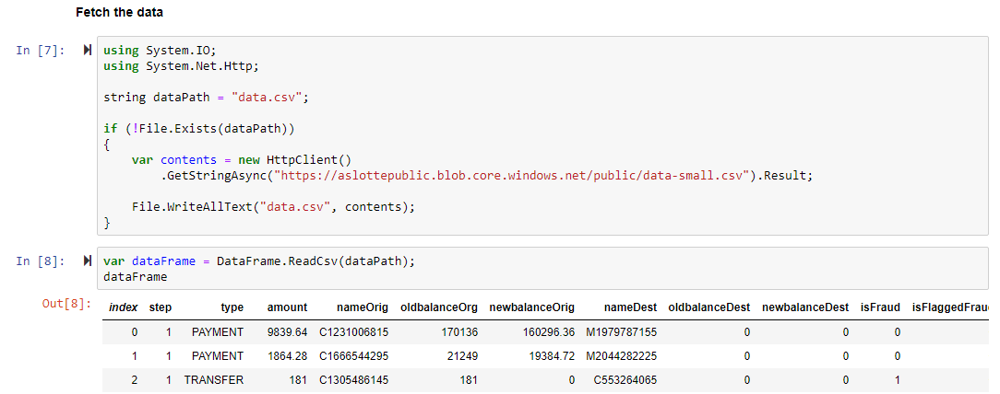 Fetch the data
In [7]:
using System.IO;
using System.Net.Http;
string dataPath = "data.csv";
if (!File.Exists(dataPath))
{
var contents = new HttpClient()
.GetStringAsync("https://aslottepublic.blob.core.windows.net/public/data-small.csv").Result;
File.WriteAllText("data.csv", contents);
}
In [8]:
var dataFrame = DataFrame.ReadCsv(dataPath);
dataFrame
Out[8]:
index step type amount nameOrig oldbalanceOrg newbalanceOrig nameDest oldbalanceDest newbalanceDest isFraud isFlaggedFrau
0 1 PAYMENT 9839.64 C1231006815 170136 160296.36 M1979787155 0 0 0
1 1 PAYMENT 1864.28 C1666544295 21249 19384.72 M2044282225 0 0 0
2 1 TRANSFER 181 C1305486145 181 0 C553264065 0 0 1